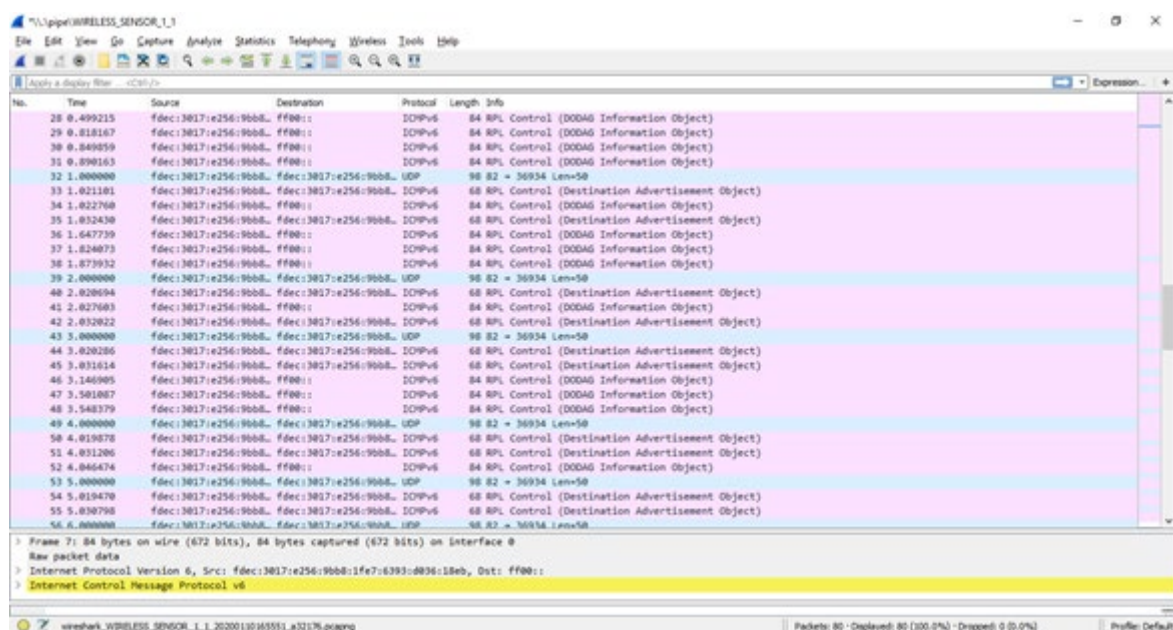 *\\.\pipe\WIRELESS_SENSOR_1_1
File Edit View Go Capture Analyze Statistics Telephony Wireless Tools Help
Apply a display filter ... <Ctrl-/> Expression... +
No. Time Source Destination Protocol Length Info
28 0.499215 fdec:3017:e256:9bb8… ff00:: ICMPv6 84 RPL Control (DODAG Information Object)
29 0.818167 fdec:3017:e256:9bb8… ff00:: ICMPv6 84 RPL Control (DODAG Information Object)
30 0.849859 fdec:3017:e256:9bb8… ff00:: ICMPv6 84 RPL Control (DODAG Information Object)
31 0.890163 fdec:3017:e256:9bb8… ff00:: ICMPv6 84 RPL Control (DODAG Information Object)
32 1.000000 fdec:3017:e256:9bb8… fdec:3017:e256:9bb8… UDP 98 82 → 36934 Len=50
33 1.021101 fdec:3017:e256:9bb8… fdec:3017:e256:9bb8… ICMPv6 68 RPL Control (Destination Advertisement Object)
34 1.022760 fdec:3017:e256:9bb8… ff00:: ICMPv6 84 RPL Control (DODAG Information Object)
35 1.032430 fdec:3017:e256:9bb8… fdec:3017:e256:9bb8… ICMPv6 68 RPL Control (Destination Advertisement Object)
36 1.647739 fdec:3017:e256:9bb8… ff00:: ICMPv6 84 RPL Control (DODAG Information Object)
37 1.824073 fdec:3017:e256:9bb8… ff00:: ICMPv6 84 RPL Control (DODAG Information Object)
38 1.873932 fdec:3017:e256:9bb8… ff00:: ICMPv6 84 RPL Control (DODAG Information Object)
39 2.000000 fdec:3017:e256:9bb8… fdec:3017:e256:9bb8… UDP 98 82 → 36934 Len=50
40 2.020694 fdec:3017:e256:9bb8… fdec:3017:e256:9bb8… ICMPv6 68 RPL Control (Destination Advertisement Object)
41 2.027603 fdec:3017:e256:9bb8… ff00:: ICMPv6 84 RPL Control (DODAG Information Object)
42 2.032022 fdec:3017:e256:9bb8… fdec:3017:e256:9bb8… ICMPv6 68 RPL Control (Destination Advertisement Object)
43 3.000000 fdec:3017:e256:9bb8… fdec:3017:e256:9bb8… UDP 98 82 → 36934 Len=50
44 3.020286 fdec:3017:e256:9bb8… fdec:3017:e256:9bb8… ICMPv6 68 RPL Control (Destination Advertisement Object)
45 3.031614 fdec:3017:e256:9bb8… fdec:3017:e256:9bb8… ICMPv6 68 RPL Control (Destination Advertisement Object)
46 3.146905 fdec:3017:e256:9bb8… ff00:: ICMPv6 84 RPL Control (DODAG Information Object)
47 3.501087 fdec:3017:e256:9bb8… ff00:: ICMPv6 84 RPL Control (DODAG Information Object)
48 3.548379 fdec:3017:e256:9bb8… ff00:: ICMPv6 84 RPL Control (DODAG Information Object)
49 4.000000 fdec:3017:e256:9bb8… fdec:3017:e256:9bb8… UDP 98 82 → 36934 Len=50
50 4.019878 fdec:3017:e256:9bb8… fdec:3017:e256:9bb8… ICMPv6 68 RPL Control (Destination Advertisement Object)
51 4.031206 fdec:3017:e256:9bb8… fdec:3017:e256:9bb8… ICMPv6 68 RPL Control (Destination Advertisement Object)
52 4.046474 fdec:3017:e256:9bb8… ff00:: ICMPv6 84 RPL Control (DODAG Information Object)
53 5.000000 fdec:3017:e256:9bb8… fdec:3017:e256:9bb8… UDP 98 82 → 36934 Len=50
54 5.019470 fdec:3017:e256:9bb8… fdec:3017:e256:9bb8… ICMPv6 68 RPL Control (Destination Advertisement Object)
55 5.030798 fdec:3017:e256:9bb8… fdec:3017:e256:9bb8… ICMPv6 68 RPL Control (Destination Advertisement Object)
56 6.000000 fdec:3017:e256:9bb8… fdec:3017:e256:9bb8… UDP 98 82 → 36934 Len=50
Frame 7: 84 bytes on wire (672 bits), 84 bytes captured (672 bits) on interface 0
Raw packet data
Internet Protocol Version 6, Src: fdec:3017:e256:9bb8:1fe7:6393:d036:18eb, Dst: ff00::
Internet Control Message Protocol v6
wireshark_WIRELESS_SENSOR_1_1_20200110165551_a32176.pcapng Packets: 80 · Displayed: 80 (100.0%) · Dropped: 0 (0.0%) Profile: Default